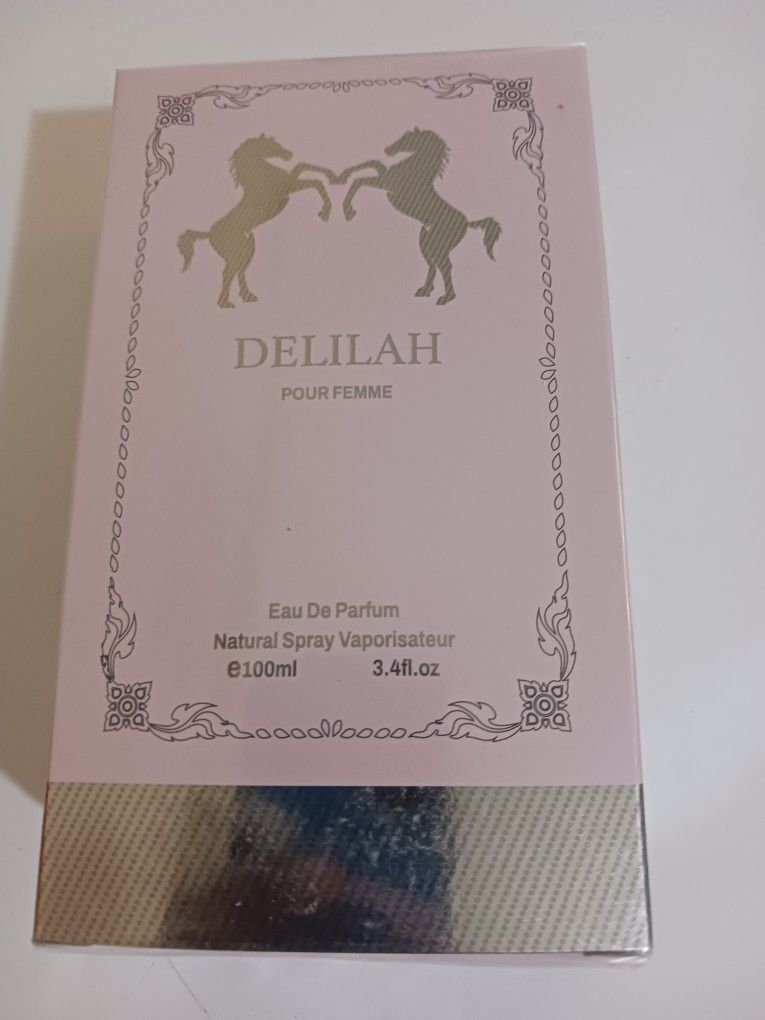 DELILAH
POUR FEMME
Eau De Parfum
Natural Spray Vaporisateur
℮100ml 3.4fl.oz